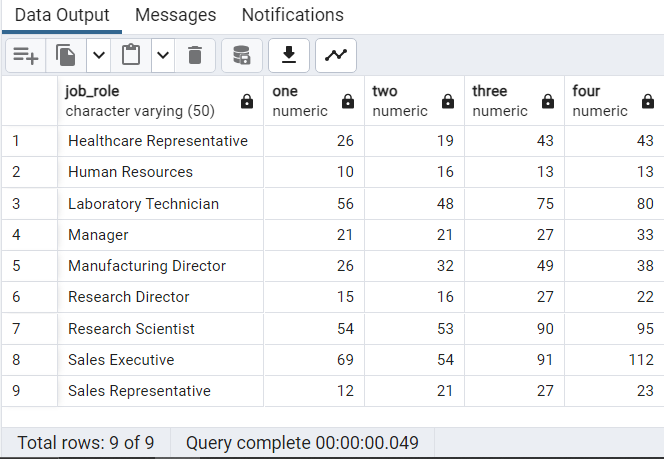 Data Output Messages Notifications
job_role one two three four
character varying (50) numeric numeric numeric numeric
1 Healthcare Representative 26 19 43 43
2 Human Resources 10 16 13 13
3 Laboratory Technician 56 48 75 80
4 Manager 21 21 27 33
5 Manufacturing Director 26 32 49 38
6 Research Director 15 16 27 22
7 Research Scientist 54 53 90 95
8 Sales Executive 69 54 91 112
9 Sales Representative 12 21 27 23
Total rows: 9 of 9 Query complete 00:00:00.049